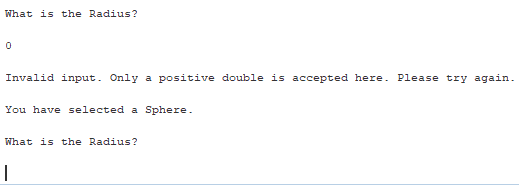 What is the Radius?
0
Invalid input. Only a positive double is accepted here. Please try again.
You have selected a Sphere.
What is the Radius?